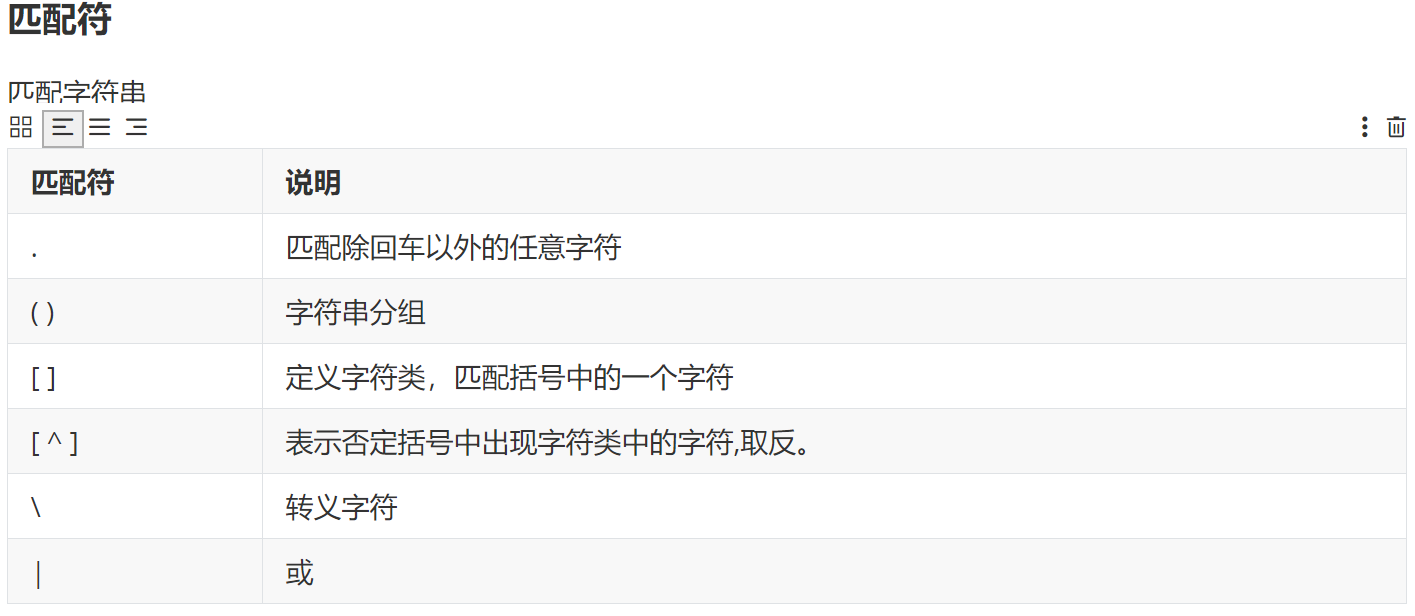 匹配符
匹配字符串
匹配符 说明
. 匹配除回车以外的任意字符
( ) 字符串分组
[ ] 定义字符类，匹配括号中的一个字符
[ ^ ] 表示否定括号中出现字符类中的字符,取反。
\ 转义字符
| 或